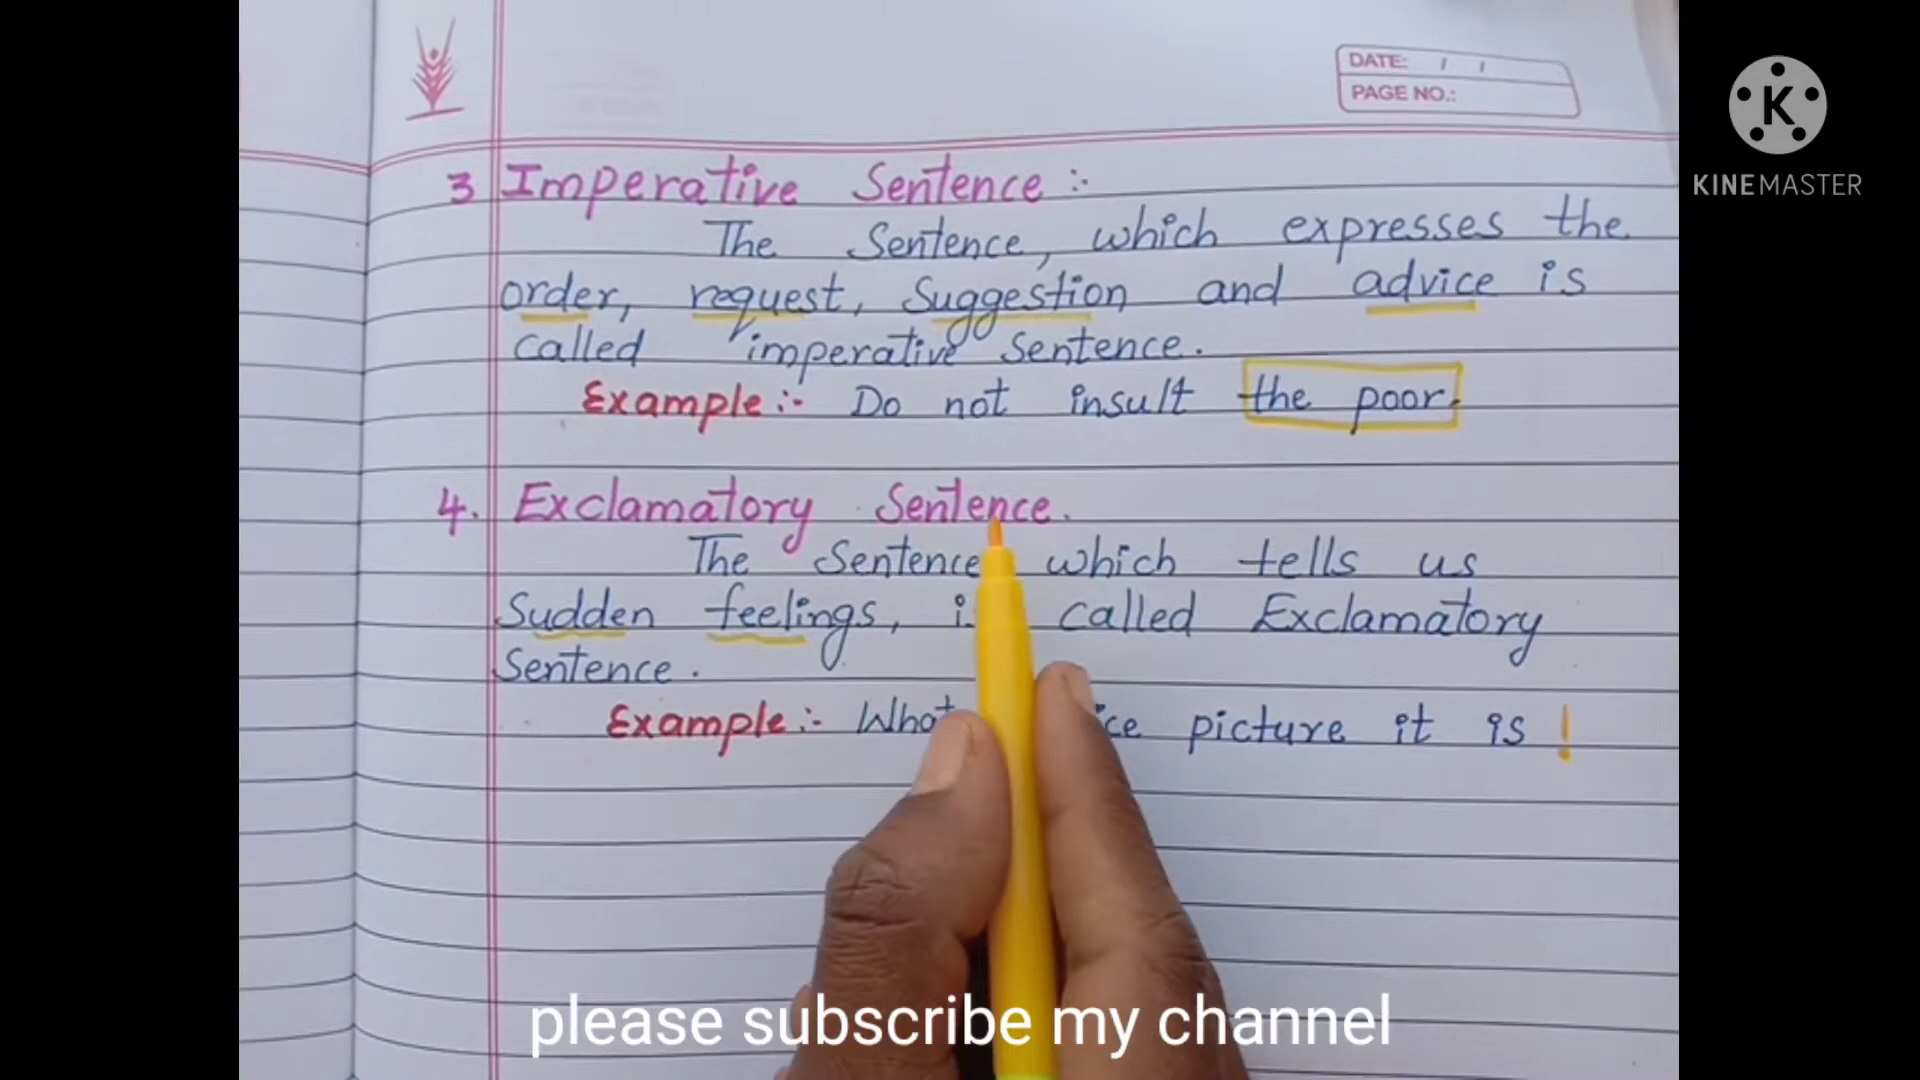 DATE: / /
PAGE NO.:
K
KINEMASTER
3 Imperative Sentence :-
The Sentence, which expresses the
order, request, Suggestion and advice is
called imperative Sentence.
Example :- Do not insult the poor.
4. Exclamatory Sentence.
The Sentence which tells us
Sudden feelings, called Exclamatory
Sentence.
Example :- picture it is !
please subscribe my channel